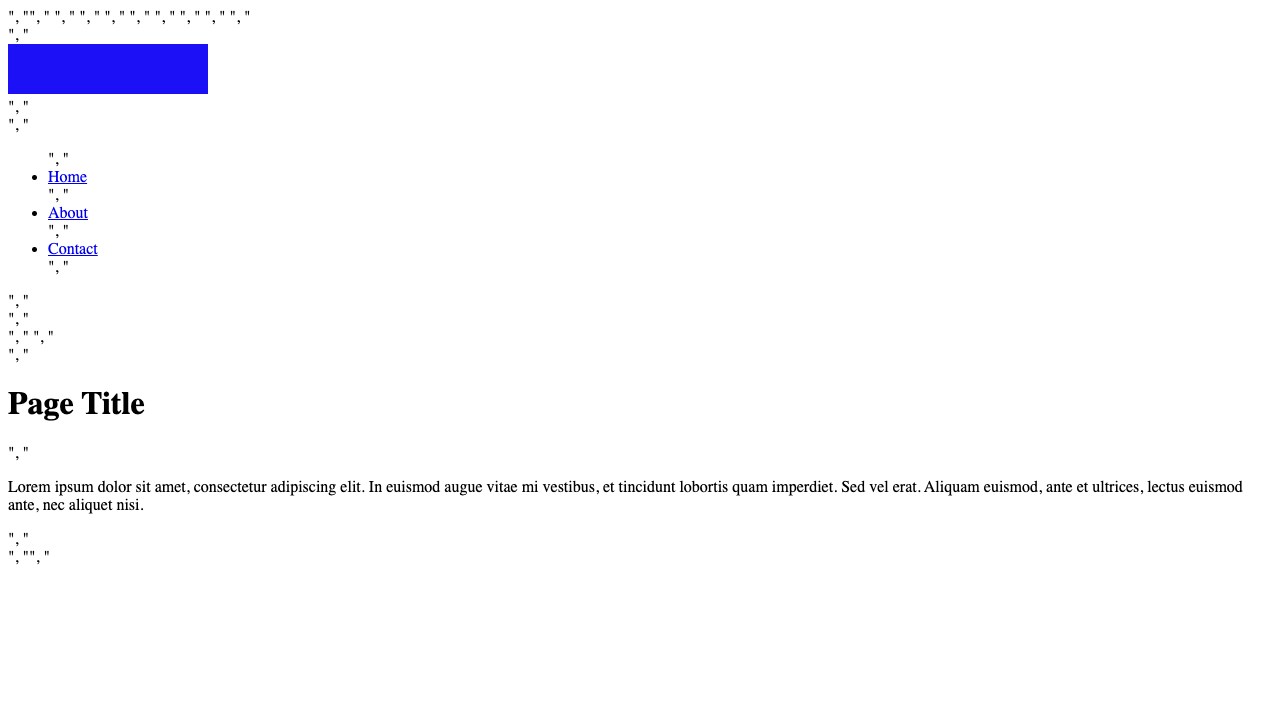 ", "", " ", " ", " ", " ", " ", " ", " ", " ", "
", "
", "
", "
", "
Home
", "
About
", "
Contact
", "
", "
", "
", " ", "
", "
Page Title
", "
Lorem ipsum dolor sit amet, consectetur adipiscing elit. In euismod augue vitae mi vestibus, et tincidunt lobortis quam imperdiet. Sed vel erat. Aliquam euismod, ante et ultrices, lectus euismod
ante, nec aliquet nisi.
", "
", "", "